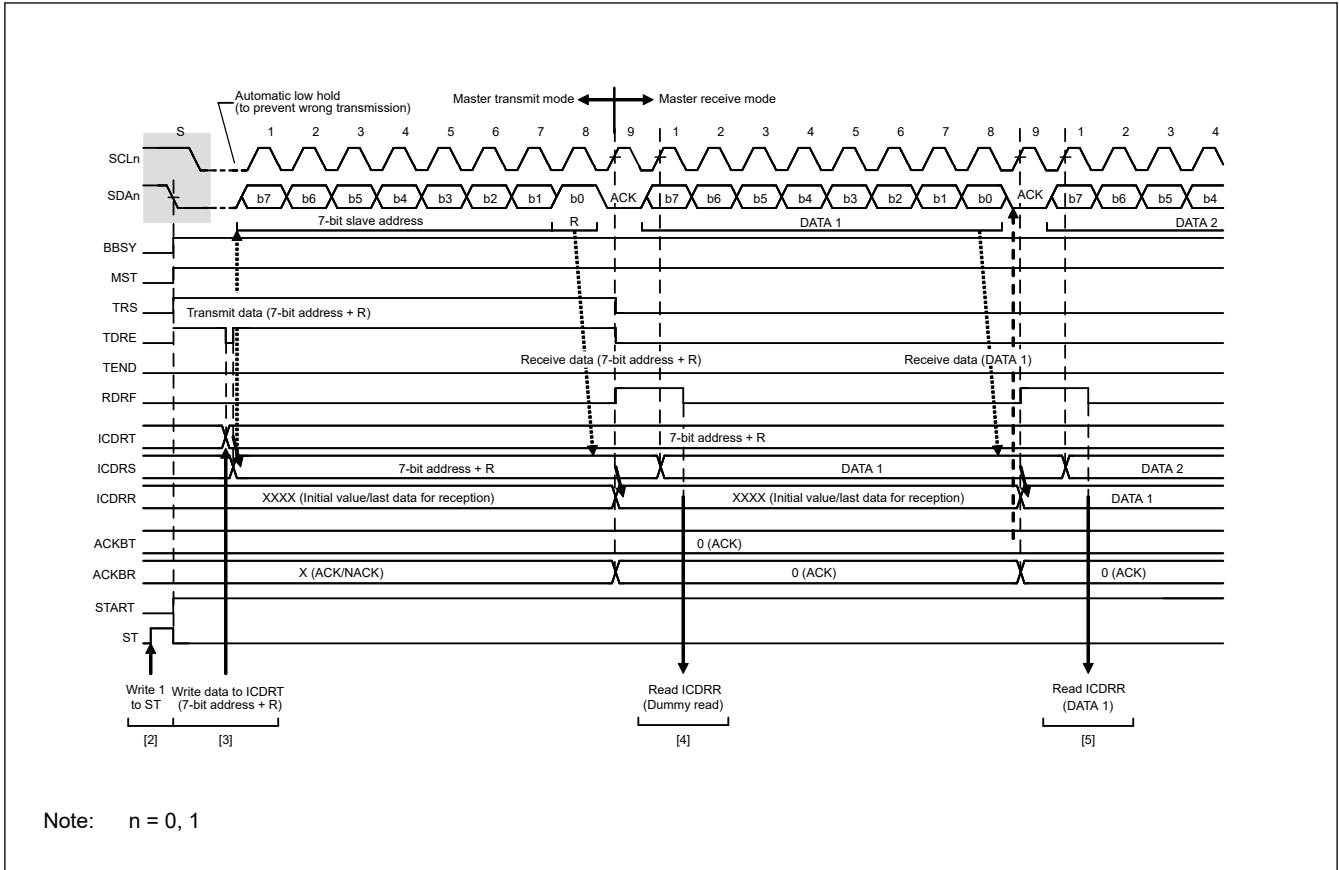 Automatic low hold
(to prevent wrong transmission)
Master transmit mode
Master receive mode
S 1 2 3 4 5 6 7 8 9 1 2 3 4 5 6 7 8 9 1 2 3 4
SCLn
SDAn b7 b6 b5 b4 b3 b2 b1 b0 ACK b7 b6 b5 b4 b3 b2 b1 b0 ACK b7 b6 b5 b4
7-bit slave address R DATA 1 DATA 2
BBSY
MST
TRS
Transmit data (7-bit address + R)
TDRE
Receive data (7-bit address + R) Receive data (DATA 1)
TEND
RDRF
ICDRT 7-bit address + R
ICDRS 7-bit address + R DATA 1 DATA 2
ICDRR XXXX (Initial value/last data for reception) XXXX (Initial value/last data for reception) DATA 1
ACKBT 0 (ACK)
ACKBR X (ACK/NACK) 0 (ACK) 0 (ACK)
START
ST
Write 1
to ST
Write data to ICDRT
(7-bit address + R)
Read ICDRR
(Dummy read)
Read ICDRR
(DATA 1)
[2] [3] [4] [5]
Note: n = 0, 1